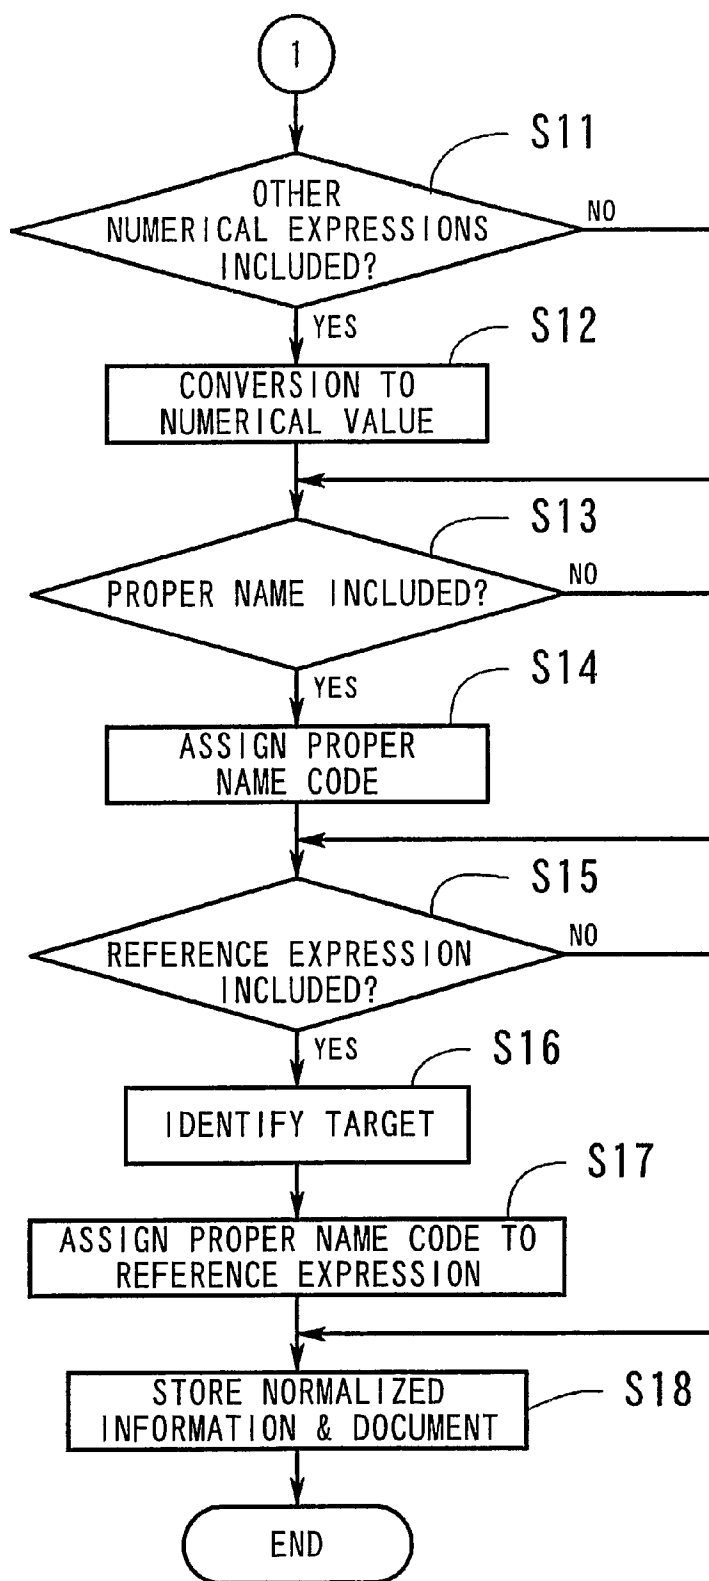 1
S11
OTHER
NUMERICAL EXPRESSIONS
INCLUDED?
NO
YES
S12
CONVERSION TO
NUMERICAL VALUE
S13
PROPER NAME INCLUDED?
NO
YES
S14
ASSIGN PROPER
NAME CODE
S15
REFERENCE EXPRESSION
INCLUDED?
NO
YES
S16
IDENTIFY TARGET
S17
ASSIGN PROPER NAME CODE TO
REFERENCE EXPRESSION
S18
STORE NORMALIZED
INFORMATION & DOCUMENT
END